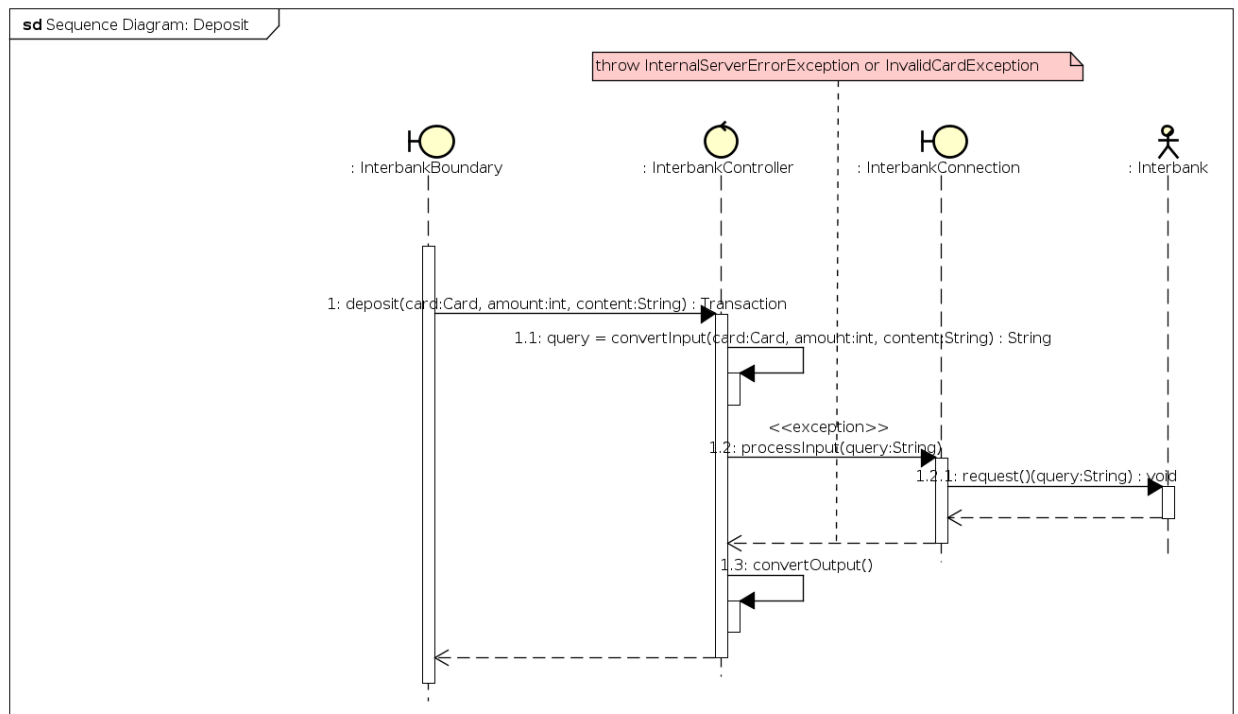 sd Sequence Diagram: Deposit
throw InternalServerErrorException or InvalidCardException
: InterbankBoundary
: InterbankController
: InterbankConnection
: Interbank
1: deposit(card:Card, amount:int, content:String) : Transaction
1.1: query = convertInput(card:Card, amount:int, content:String) : String
<<exception>>
1.2: processInput(query:String)
1.2.1: request()(query:String) : void
1.3: convertOutput()